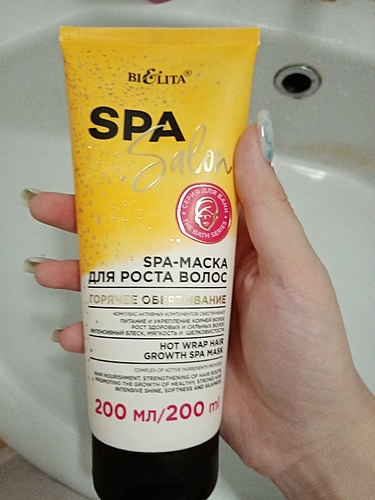 BIELITA®
SPA
Salon
СЕРИЯ ДЛЯ БАНИ
THE BATH SERIES
SPA-МАСКА
ДЛЯ РОСТА ВОЛОС
ГОРЯЧЕЕ ОБЕРТЫВАНИЕ
КОМПЛЕКС АКТИВНЫХ КОМПОНЕНТОВ ОБЕСПЕЧИВАЕТ:
ПИТАНИЕ И УКРЕПЛЕНИЕ КОРНЕЙ ВОЛОС
РОСТ ЗДОРОВЫХ И СИЛЬНЫХ ВОЛОС
ИНТЕНСИВНЫЙ БЛЕСК, МЯГКОСТЬ И ШЕЛКОВИСТОСТЬ
HOT WRAP HAIR
GROWTH SPA MASK
COMPLEX OF ACTIVE INGREDIENTS PROVIDES:
HAIR NOURISHMENT, STRENGTHENING OF HAIR ROOTS
PROMOTING THE GROWTH OF HEALTHY, STRONG
INTENSIVE SHINE, SOFTNESS AND SILKINESS
200 МЛ/200 ml